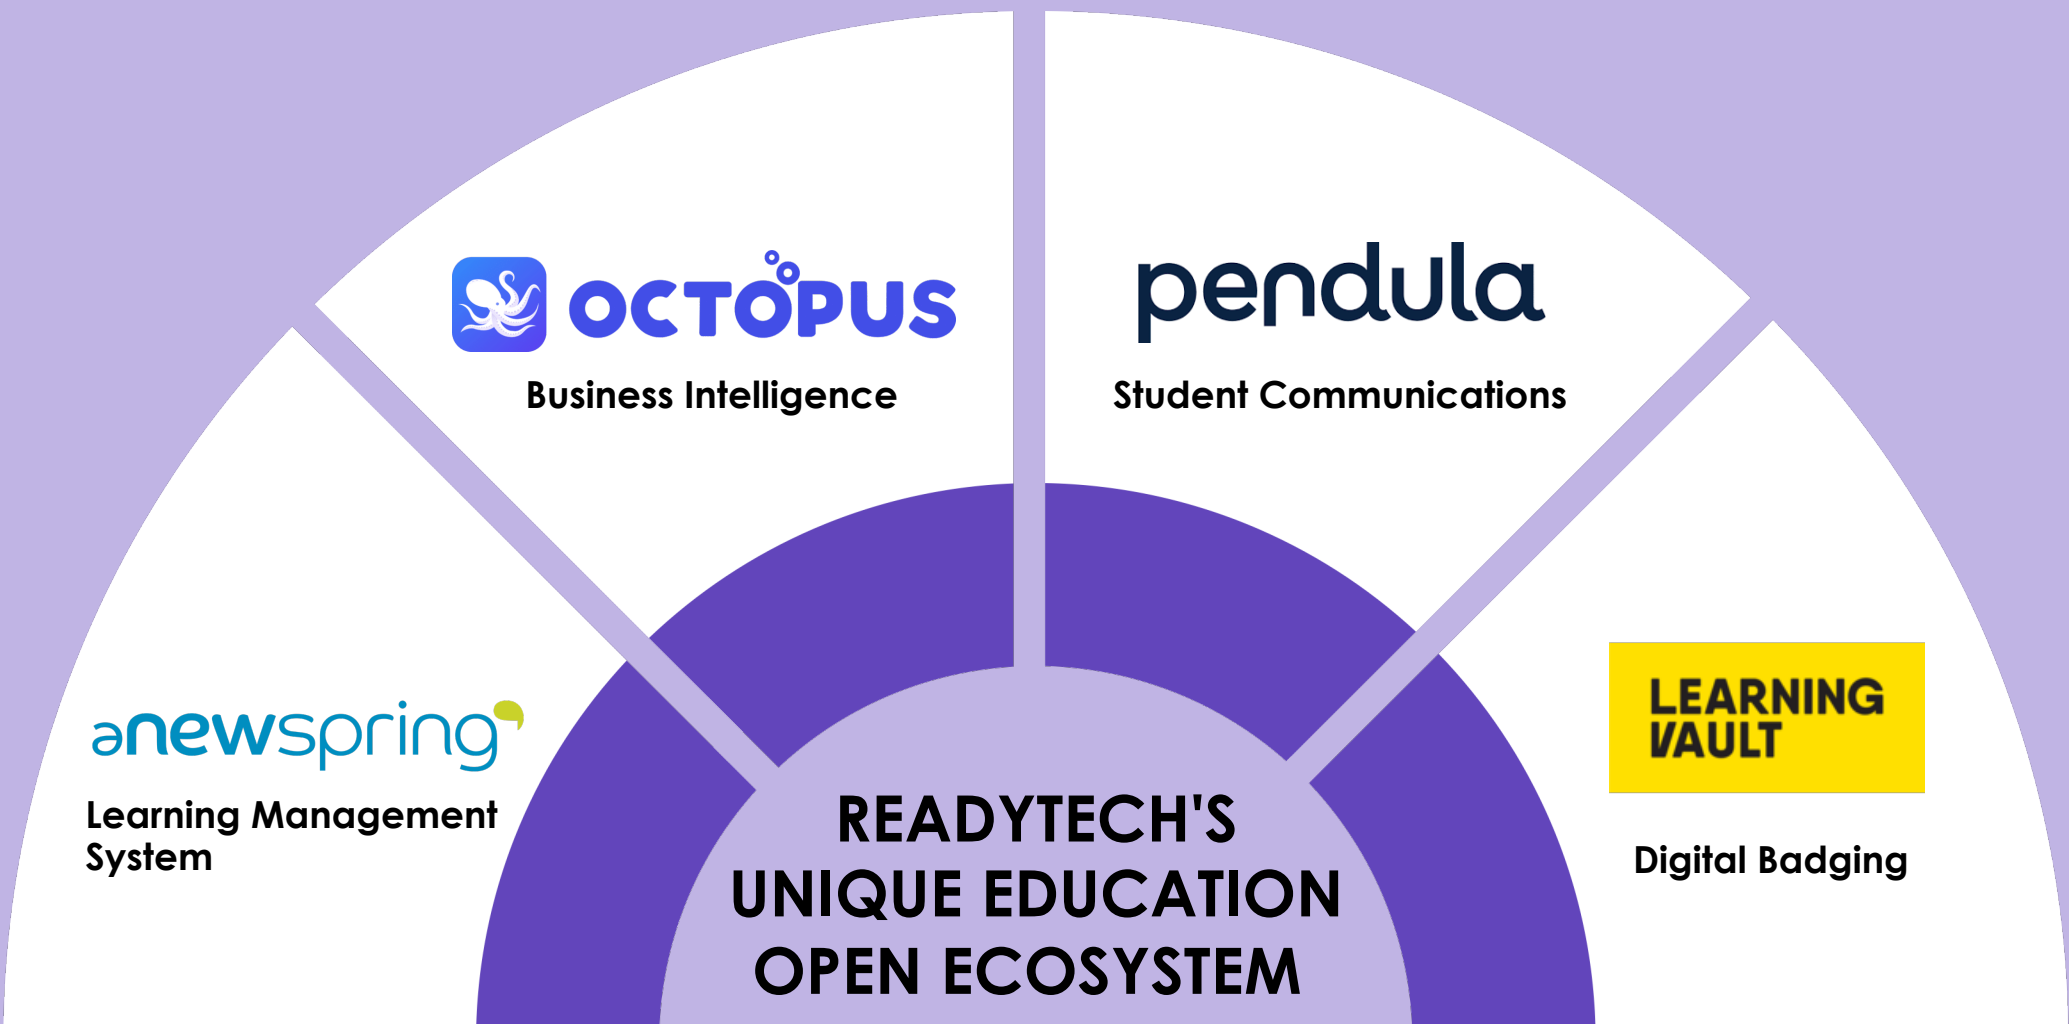 OCTOPUS
Business Intelligence
pendula
Student Communications
anewspring
Learning Management
System
LEARNING
VAULT
Digital Badging
READYTECH'S
UNIQUE EDUCATION
OPEN ECOSYSTEM